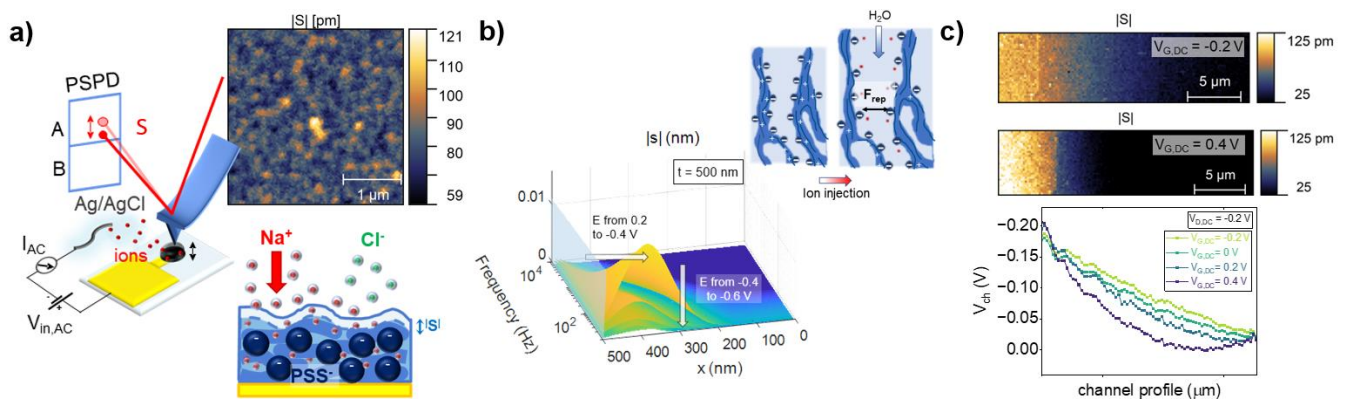 a)
|S| [pm]
121
110
100
90
80
70
59
1 µm
PSPD
A
B
S
Ag/AgCl
I_AC
ions
V_in,AC
Na⁺
Cl⁻
|S|
PSS⁻
b)
H₂O
F_rep
Ion injection
|s| (nm)
t = 500 nm
0.01
0
E from 0.2
to -0.4 V
E from -0.4
to -0.6 V
10⁴
10²
Frequency (Hz)
500
400
300
200
100
0
x (nm)
c)
|S|
V_G,DC = -0.2 V
5 µm
125 pm
25
|S|
V_G,DC = 0.4 V
5 µm
125 pm
25
V_D,DC = -0.2 V
V_G,DC = -0.2 V
V_G,DC = 0 V
V_G,DC = 0.2 V
V_G,DC = 0.4 V
−0.20
−0.15
−0.10
−0.05
0.00
V_ch (V)
channel profile (µm)